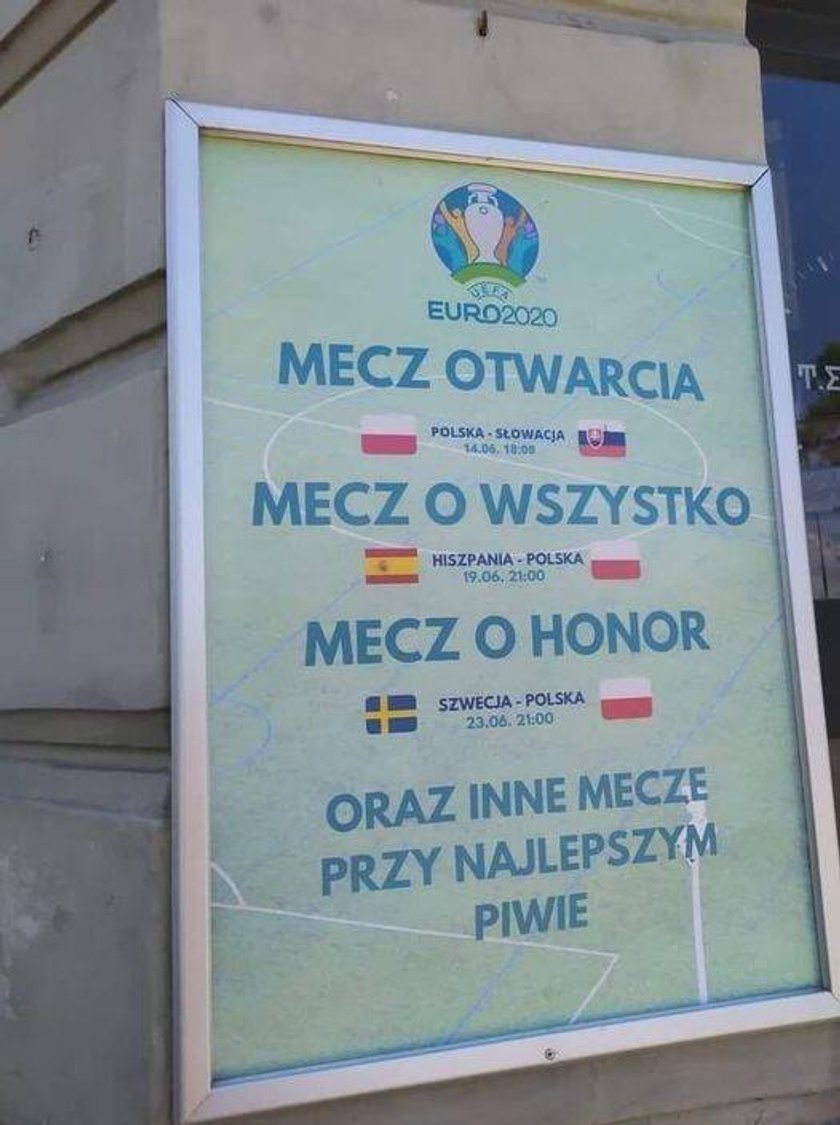 UEFA
EURO2020
MECZ OTWARCIA
POLSKA - SŁOWACJA
14.06. 18:00
MECZ O WSZYSTKO
HISZPANIA - POLSKA
19.06. 21:00
MECZ O HONOR
SZWECJA - POLSKA
23.06. 21:00
ORAZ INNE MECZE
PRZY NAJLEPSZYM
PIWIE